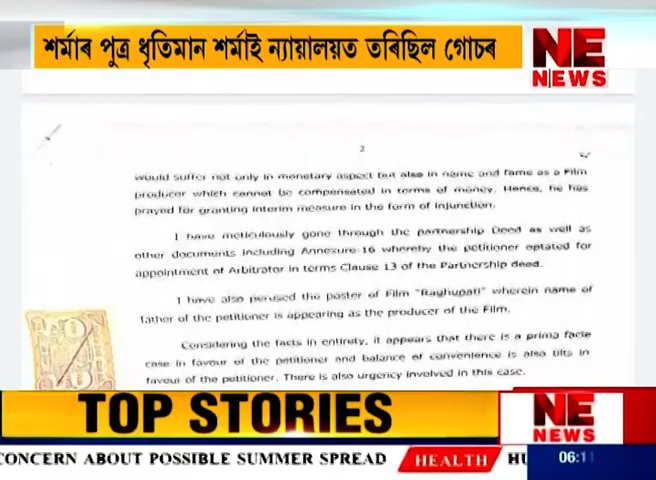 শৰ্মাৰ পুত্ৰ ধৃতিমান শৰ্মাই ন্যায়ালয়ত তৰিছিল গোচৰ
NE
NEWS
2
would suffer not only in monetary aspect but also in name and fame as a Film
producer which cannot be compensated in terms of money. Hence, he has
prayed for granting interim measure in the form of injunction.
I have meticulously gone through the partnership Deed as well as
other documents including Annexure-16 whereby the petitioner optated for
appointment of Arbitrator in terms Clause 13 of the Partnership deed.
I have also perused the poster of Film "Raghupati" wherein name of
father of the petitioner is appearing as the producer of the Film.
Considering the facts in entirety, it appears that there is a prima facie
case in favour of the petitioner and balance of convenience is also tilts in
favour of the petitioner. There is also urgency involved in this case.
TOP STORIES
NE
NEWS
CONCERN ABOUT POSSIBLE SUMMER SPREAD
HEALTH
HU
06:11